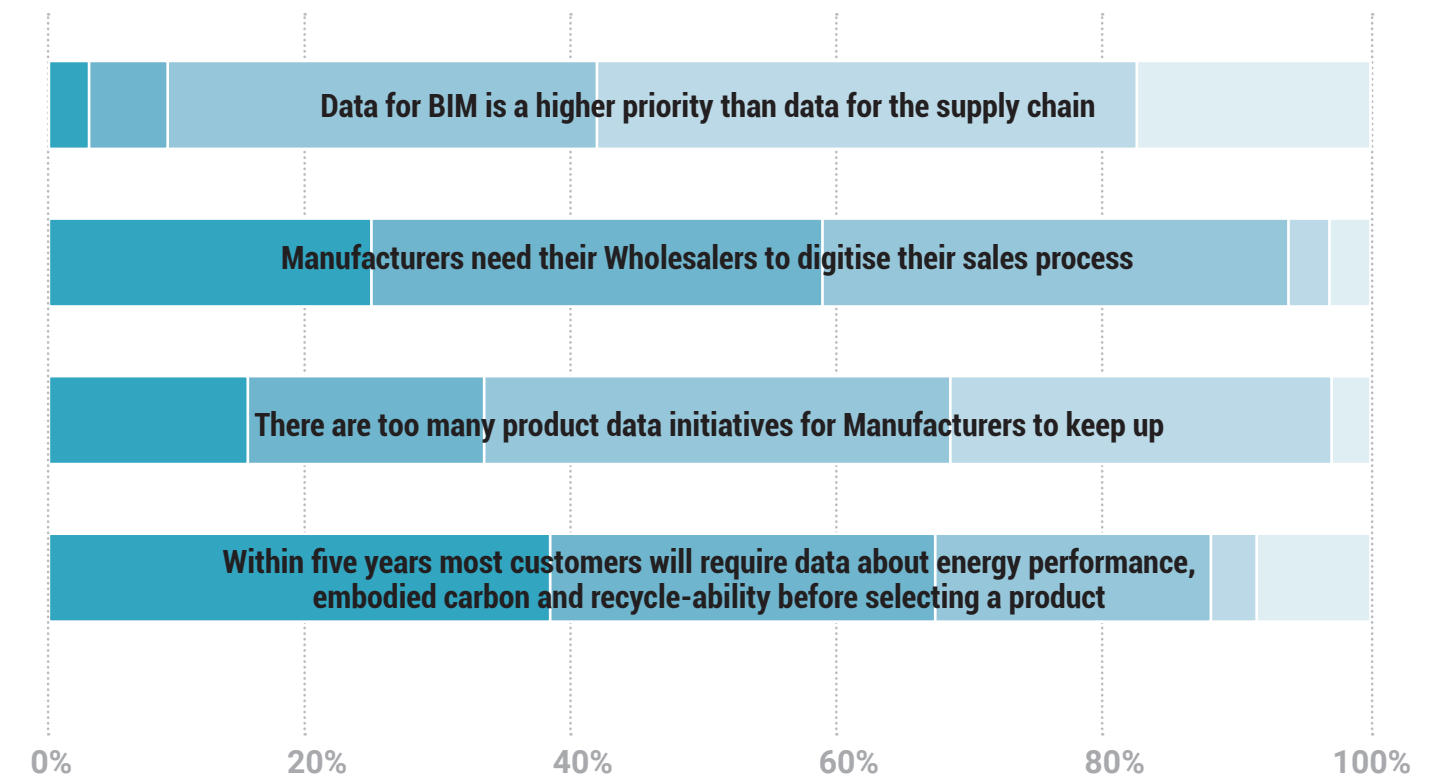 Data for BIM is a higher priority than data for the supply chain
Manufacturers need their Wholesalers to digitise their sales process
There are too many product data initiatives for Manufacturers to keep up
Within five years most customers will require data about energy performance,
embodied carbon and recycle-ability before selecting a product
0% 20% 40% 60% 80% 100%